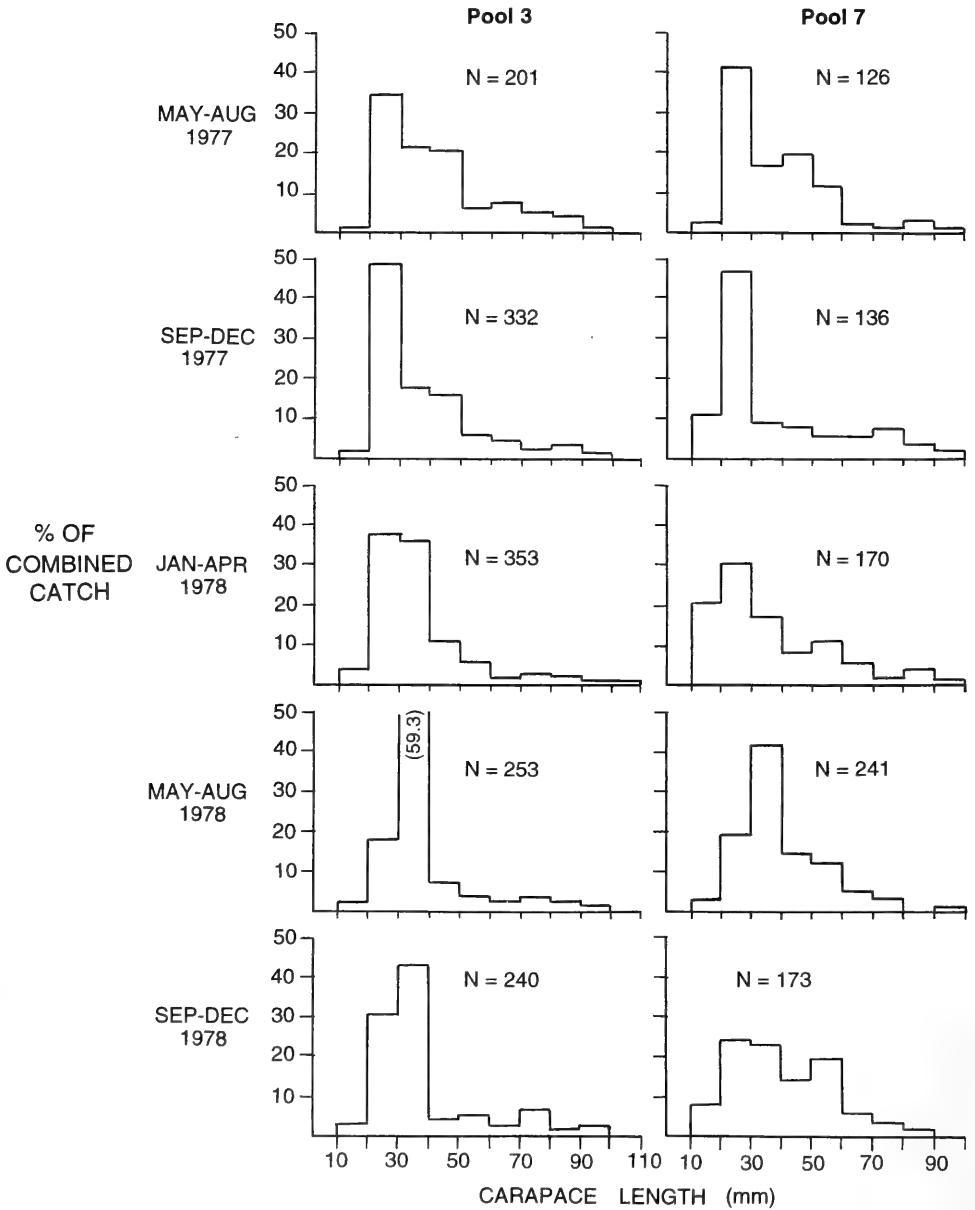 Pool 3 Pool 7
50
40
30
20
10
MAY-AUG
1977
N = 201
N = 126
50
40
30
20
10
SEP-DEC
1977
N = 332
N = 136
50
40
30
20
10
% OF
COMBINED
CATCH
JAN-APR
1978
N = 353
N = 170
50
40
30
20
10
MAY-AUG
1978
(59.3)
N = 253
N = 241
50
40
30
20
10
SEP-DEC
1978
N = 240
N = 173
10 30 50 70 90 110 10 30 50 70 90
CARAPACE LENGTH (mm)